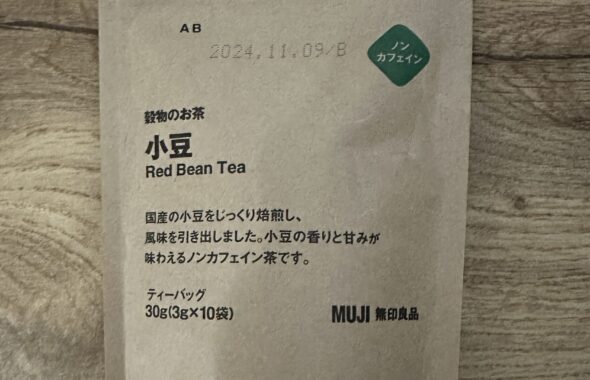 AB
2024.11.09/B
ノン
カフェイン
穀物のお茶
小豆
Red Bean Tea
国産の小豆をじっくり焙煎し、
風味を引き出しました。小豆の香りと甘みが
味わえるノンカフェイン茶です。
ティーバッグ
30g(3g×10袋)
MUJI 無印良品